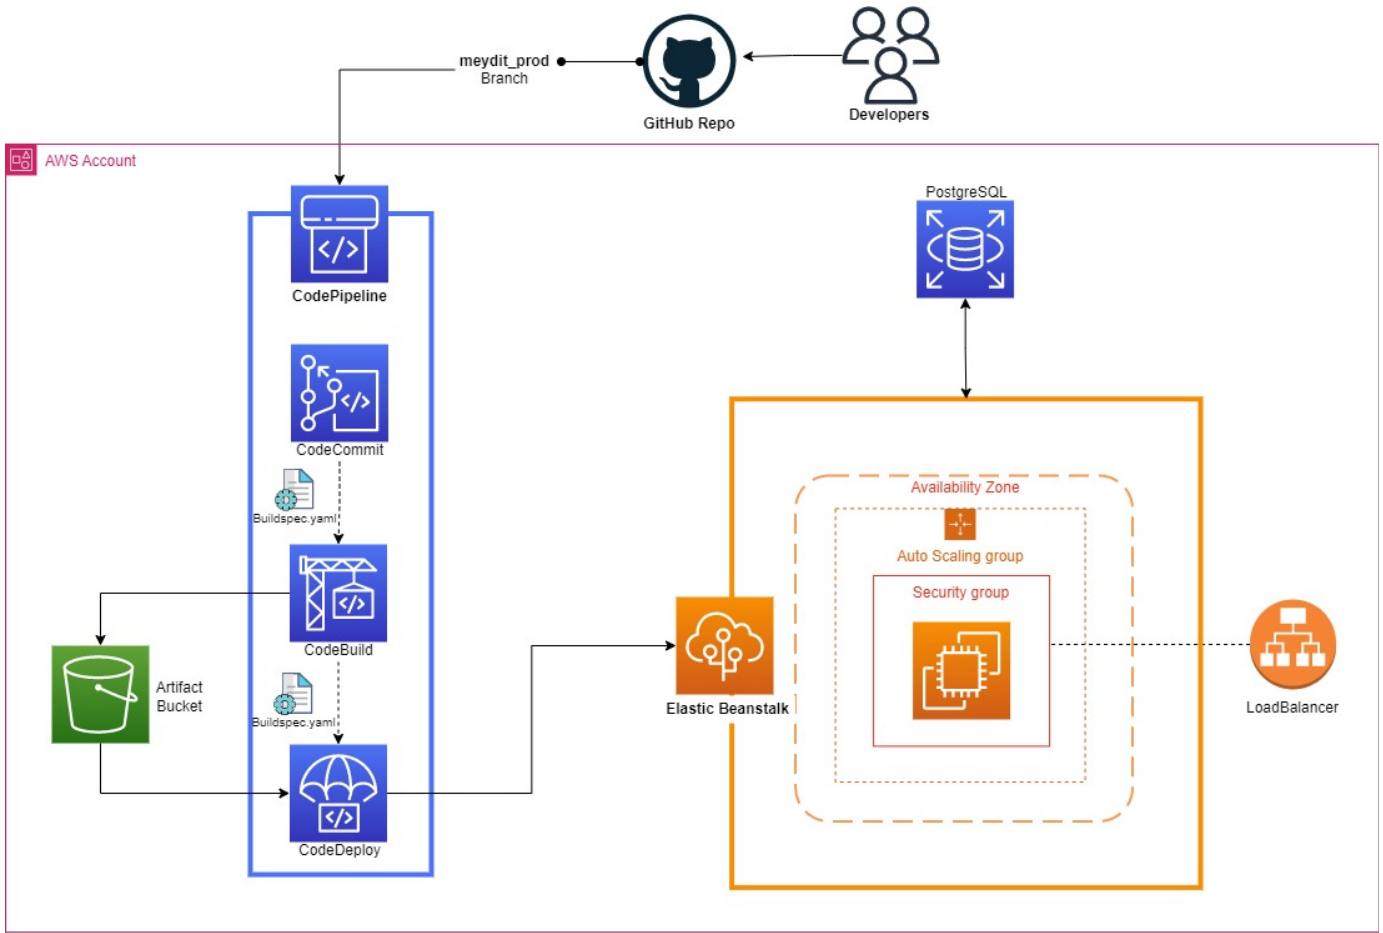 meydit_prod
Branch
GitHub Repo
Developers
AWS Account
CodePipeline
PostgreSQL
CodeCommit
Buildspec.yaml
CodeBuild
Artifact
Bucket
Buildspec.yaml
CodeDeploy
Elastic Beanstalk
Availability Zone
Auto Scaling group
Security group
LoadBalancer